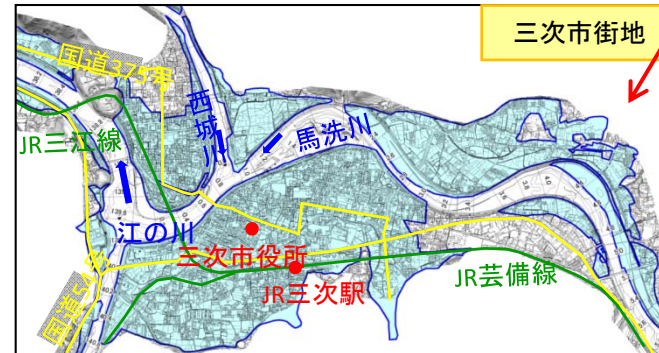 三次市街地
国道375号
西城川
馬洗川
JR三江線
江の川
三次市役所
JR三次駅
JR芸備線
国道54号